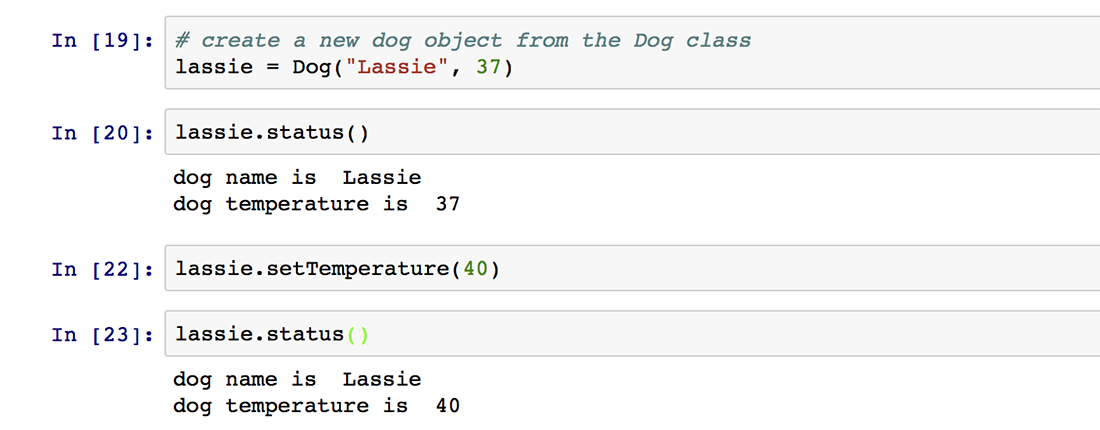 In [19]: # create a new dog object from the Dog class
lassie = Dog("Lassie", 37)
In [20]: lassie.status()
dog name is  Lassie
dog temperature is  37
In [22]: lassie.setTemperature(40)
In [23]: lassie.status()
dog name is  Lassie
dog temperature is  40